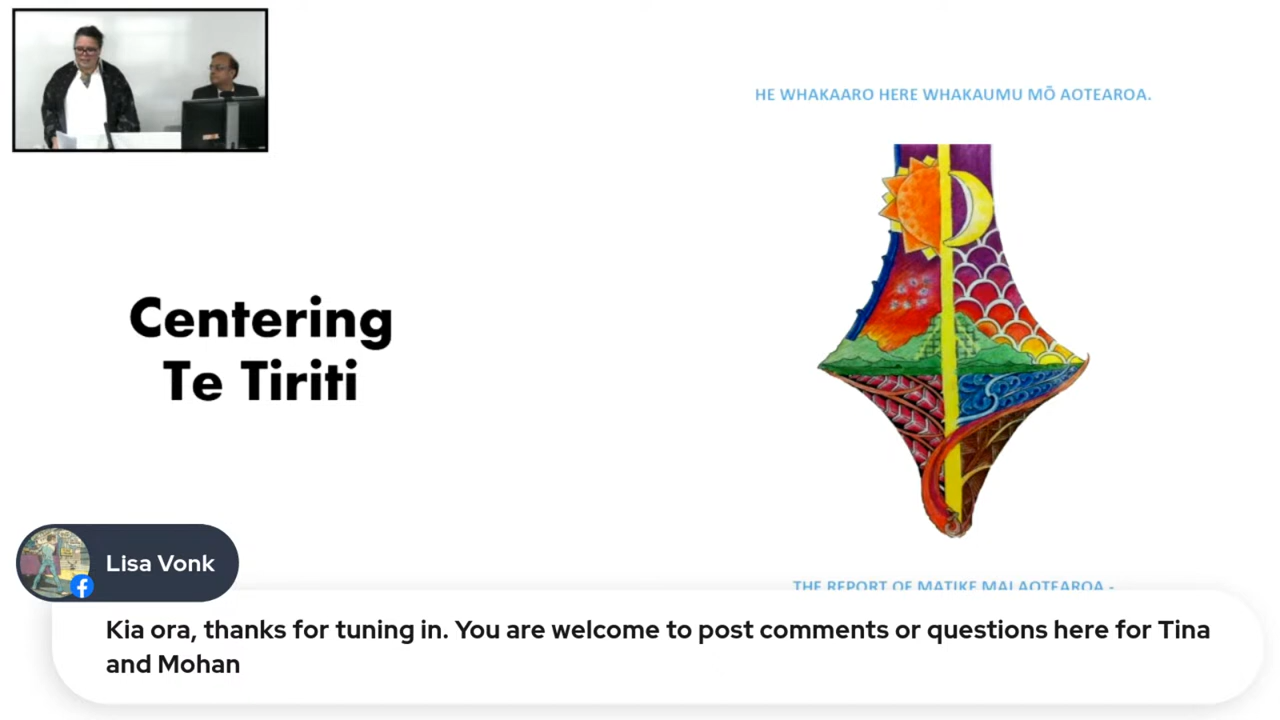 HE WHAKAARO HERE WHAKAUMU MŌ AOTEAROA.
Centering
Te Tiriti
THE REPORT OF MATIKE MAI AOTEAROA -
Lisa Vonk
Kia ora, thanks for tuning in. You are welcome to post comments or questions here for Tina
and Mohan